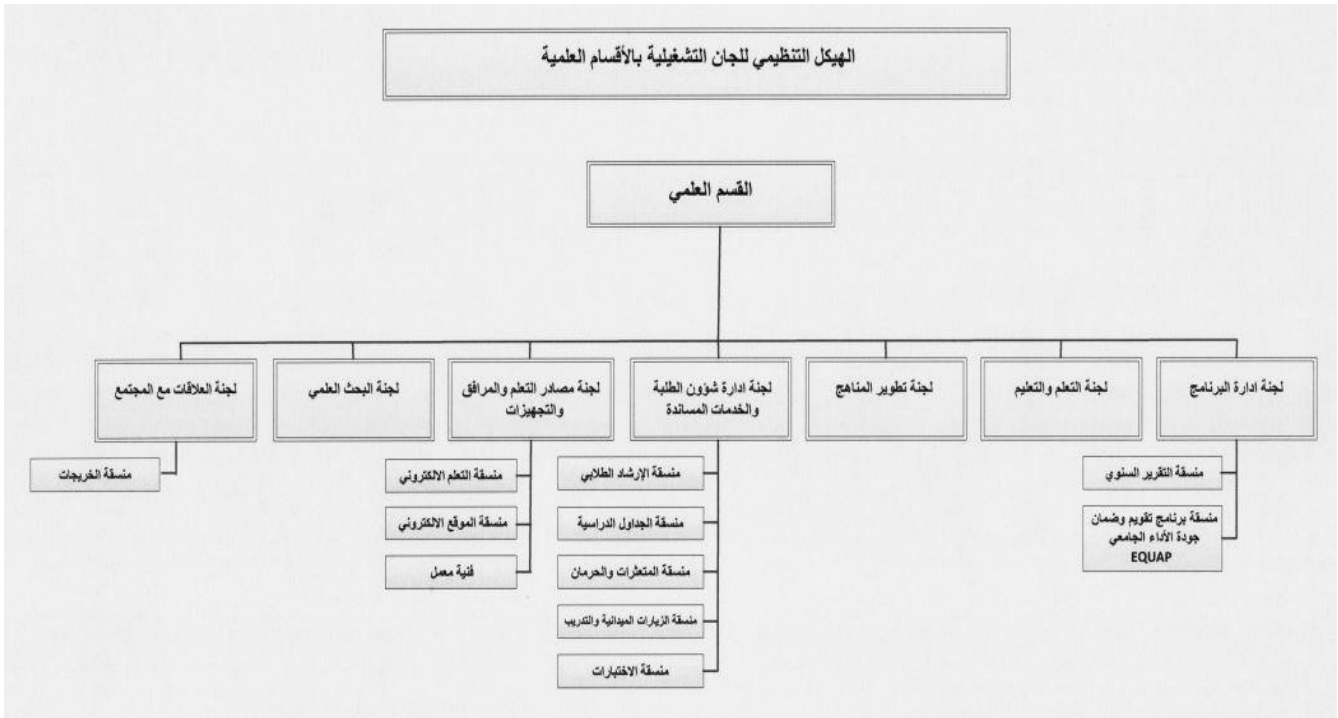 الهيكل التنظيمي للجان التشغيلية بالأقسام العلمية
القسم العلمي
لجنة ادارة البرنامج
لجنة التعلم والتعليم
لجنة تطوير المناهج
لجنة ادارة شؤون الطلبة
والخدمات المساندة
لجنة مصادر التعلم والمرافق
والتجهيزات
لجنة البحث العلمي
لجنة العلاقات مع المجتمع
منسقة التقرير السنوي
منسقة برنامج تقويم وضمان
جودة الأداء الجامعي
EQUAP
منسقة الإرشاد الطلابي
منسقة الجداول الدراسية
منسقة المتعثرات والحرمان
منسقة الزيارات الميدانية والتدريب
منسقة الاختبارات
منسقة التعلم الالكتروني
منسقة الموقع الالكتروني
فنية معمل
منسقة الخريجات